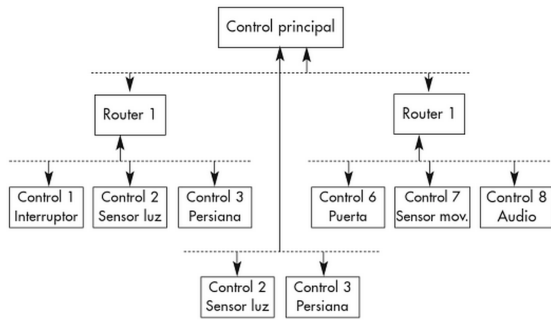 Control principal
Router 1
Router 1
Control 1
Interruptor
Control 2
Sensor luz
Control 3
Persiana
Control 6
Puerta
Control 7
Sensor mov.
Control 8
Audio
Control 2
Sensor luz
Control 3
Persiana